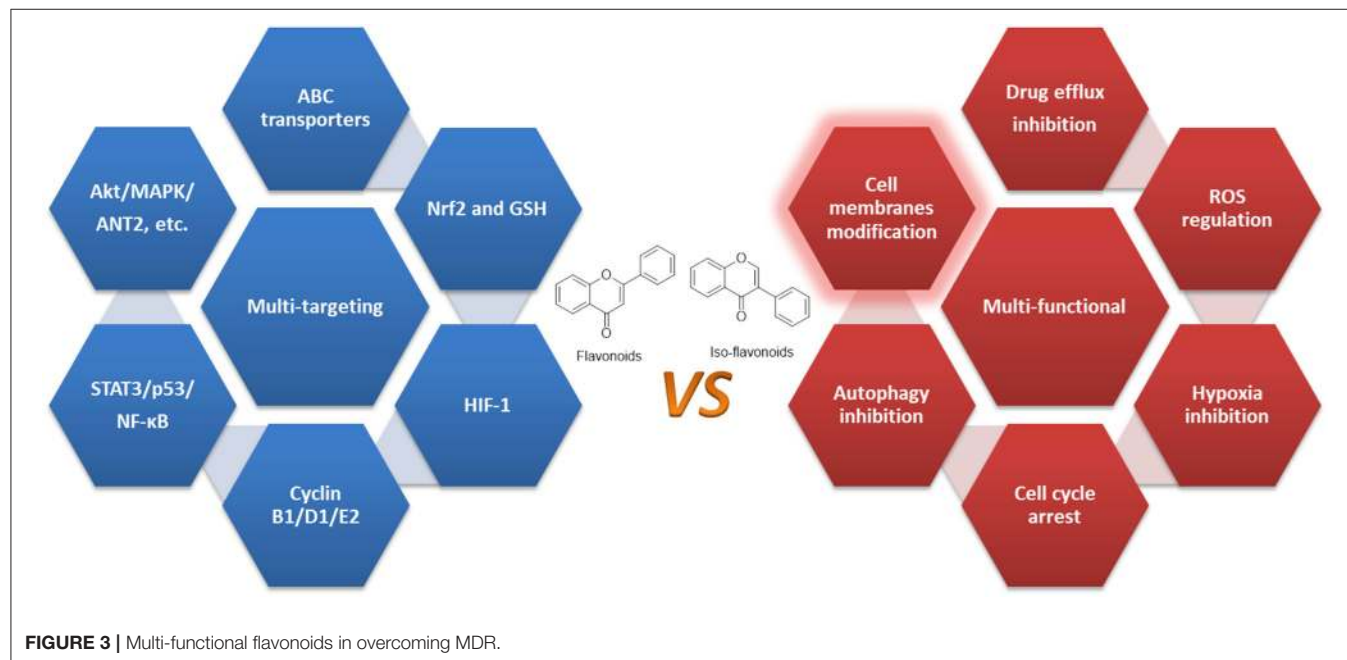 ABC
transporters
Akt/MAPK/
ANT2, etc.
Nrf2 and GSH
Multi-targeting
STAT3/p53/
NF-κB
HIF-1
Cyclin
B1/D1/E2
O
O
Flavonoids
O
O
Iso-flavonoids
VS
Drug efflux
inhibition
Cell
membranes
modification
ROS
regulation
Multi-functional
Autophagy
inhibition
Hypoxia
inhibition
Cell cycle
arrest
FIGURE 3 | Multi-functional flavonoids in overcoming MDR.